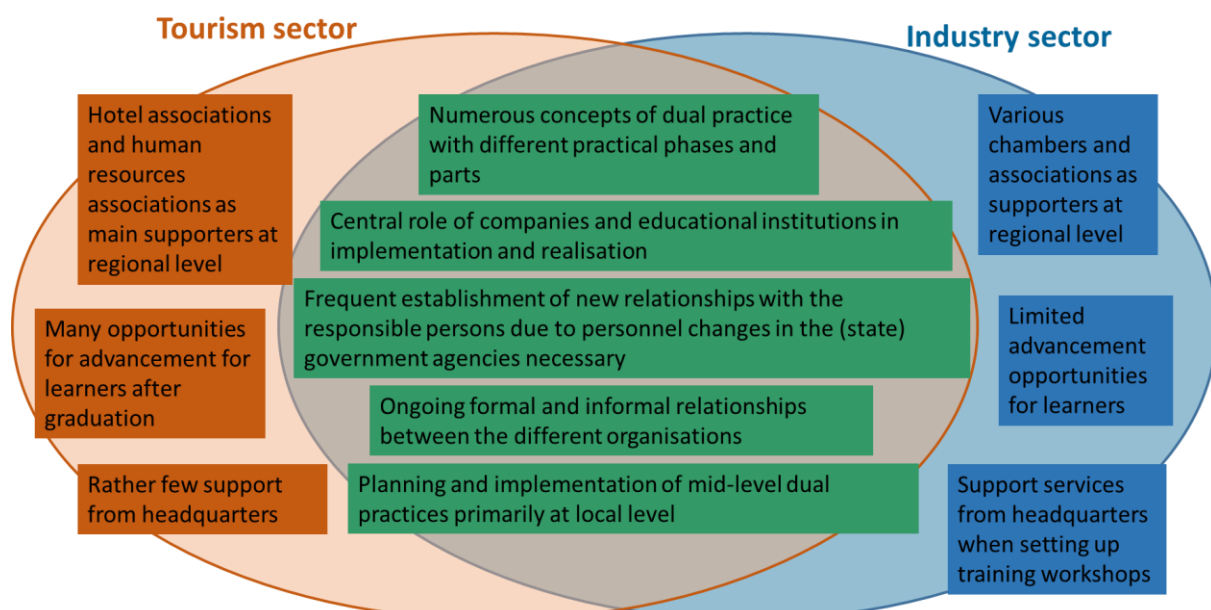 Tourism sector
Industry sector
Hotel associations
and human
resources
associations as
main supporters at
regional level
Many opportunities
for advancement for
learners after
graduation
Rather few support
from headquarters
Numerous concepts of dual practice
with different practical phases and
parts
Central role of companies and educational institutions in
implementation and realisation
Frequent establishment of new relationships with the
responsible persons due to personnel changes in the (state)
government agencies necessary
Ongoing formal and informal relationships
between the different organisations
Planning and implementation of mid-level dual
practices primarily at local level
Various
chambers and
associations as
supporters at
regional level
Limited
advancement
opportunities
for learners
Support services
from headquarters
when setting up
training workshops